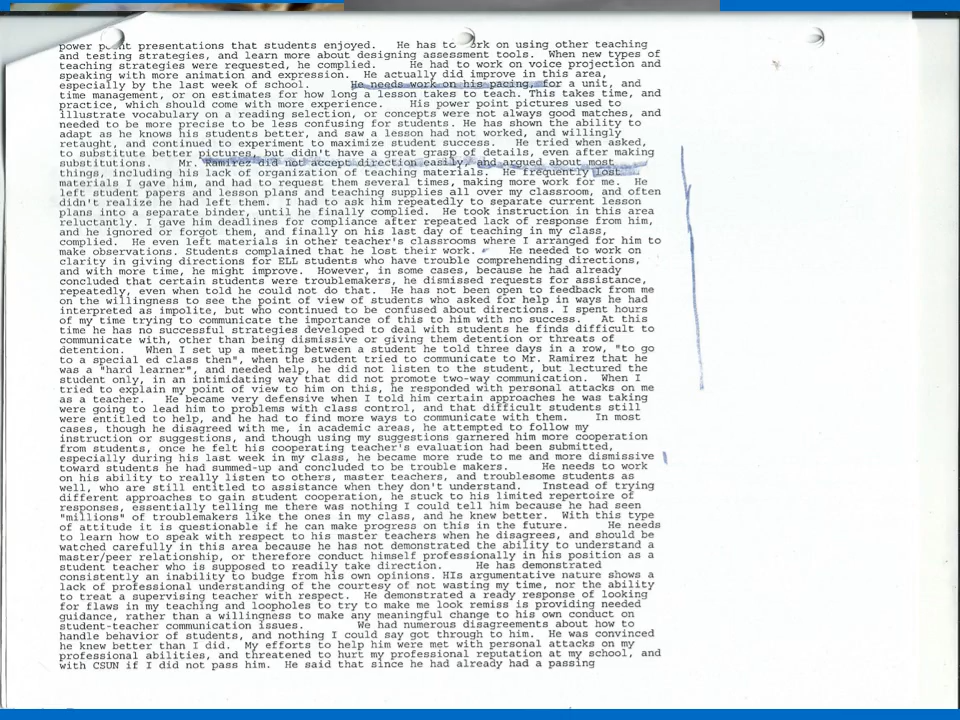 power point presentations that students enjoyed. He has to work on using other teaching
and testing strategies, and learn more about designing assessment tools. When new types of
teaching strategies were requested, he complied. He had to work on voice projection and
speaking with more animation and expression. He actually did improve in this area,
especially by the last week of school. He needs work on his pacing, for a unit, and
time management, or on estimates for how long a lesson takes to teach. This takes time, and
practice, which should come with more experience. His power point pictures used to
illustrate vocabulary on a reading selection, or concepts were not always good matches, and
needed to be more precise to be less confusing for students. He has shown the ability to
adapt as he knows his students better, and saw a lesson had not worked, and willingly
retaught, and continued to experiment to maximize student success. He tried when asked,
to substitute better pictures, but didn't have a great grasp of details, even after making
substitutions. Mr. Ramirez did not accept direction easily, and argued about most
things, including his lack of organization of teaching materials. He frequently lost
materials I gave him, and had to request them several times, making more work for me. He
left student papers and lesson plans and teaching supplies all over my classroom, and often
didn't realize he had left them. I had to ask him repeatedly to separate current lesson
plans into a separate binder, until he finally complied. He took instruction in this area
reluctantly. I gave him deadlines for compliance after repeated lack of response from him,
and he ignored or forgot them, and finally on his last day of teaching in my class,
complied. He even left materials in other teacher's classrooms where I arranged for him to
make observations. Students complained that he lost their work. He needed to work on
clarity in giving directions for ELL students who have trouble comprehending directions,
and with more time, he might improve. However, in some cases, because he had already
concluded that certain students were troublemakers, he dismissed requests for assistance,
repeatedly, even when told he could not do that. He has not been open to feedback from me
on the willingness to see the point of view of students who asked for help in ways he had
interpreted as impolite, but who continued to be confused about directions. I spent hours
of my time trying to communicate the importance of this to him with no success. At this
time he has no successful strategies developed to deal with students he finds difficult to
communicate with, other than being dismissive or giving them detention or threats of
detention. When I set up a meeting between a student he told three days in a row, "to go
to a special ed class then", when the student tried to communicate to Mr. Ramirez that he
was a "hard learner", and needed help, he did not listen to the student, but lectured the
student only, in an intimidating way that did not promote two-way communication. When I
tried to explain my point of view to him on this, he responded with personal attacks on me
as a teacher. He became very defensive when I told him certain approaches he was taking
were going to lead him to problems with class control, and that difficult students still
were entitled to help, and he had to find more ways to communicate with them. In most
cases, though he disagreed with me, in academic areas, he attempted to follow my
instruction or suggestions, and though using my suggestions garnered him more cooperation
from students, once he felt his cooperating teacher's evaluation had been submitted,
especially during his last week in my class, he became more rude to me and more dismissive
toward students he had summed-up and concluded to be trouble makers. He needs to work
on his ability to really listen to others, master teachers, and troublesome students as
well, who are still entitled to assistance when they don't understand. Instead of trying
different approaches to gain student cooperation, he stuck to his limited repertoire of
responses, essentially telling me there was nothing I could tell him because he had seen
"millions" of troublemakers like the ones in my class, and he knew better. With this type
of attitude it is questionable if he can make progress on this in the future. He needs
to learn how to speak with respect to his master teachers when he disagrees, and should be
watched carefully in this area because he has not demonstrated the ability to understand a
master/peer relationship, or therefore conduct himself professionally in his position as a
student teacher who is supposed to readily take direction. He has demonstrated
consistently an inability to budge from his own opinions. HIs argumentative nature shows a
lack of professional understanding of the courtesy of not wasting my time, nor the ability
to treat a supervising teacher with respect. He demonstrated a ready response of looking
for flaws in my teaching and loopholes to try to make me look remiss is providing needed
guidance, rather than a willingness to make any meaningful change to his own conduct on
student-teacher communication issues. We had numerous disagreements about how to
handle behavior of students, and nothing I could say got through to him. He was convinced
he knew better than I did. My efforts to help him were met with personal attacks on my
professional abilities, and threatened to hurt my professional reputation at my school, and
with CSUN if I did not pass him. He said that since he had already had a passing